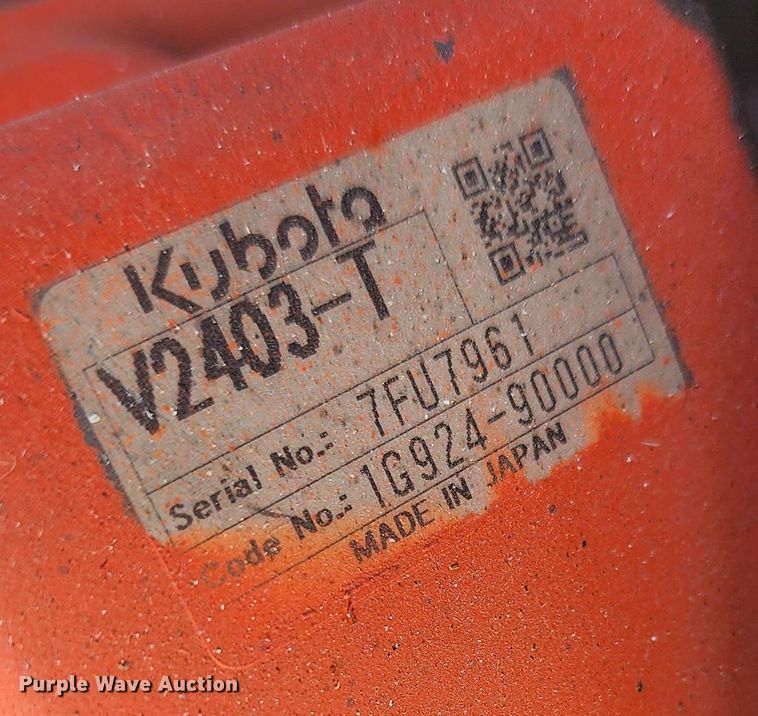 Kubota
V2403-T
Serial No.: 7FU7961
Code No.: 1G924-90000
MADE IN JAPAN
Purple Wave Auction